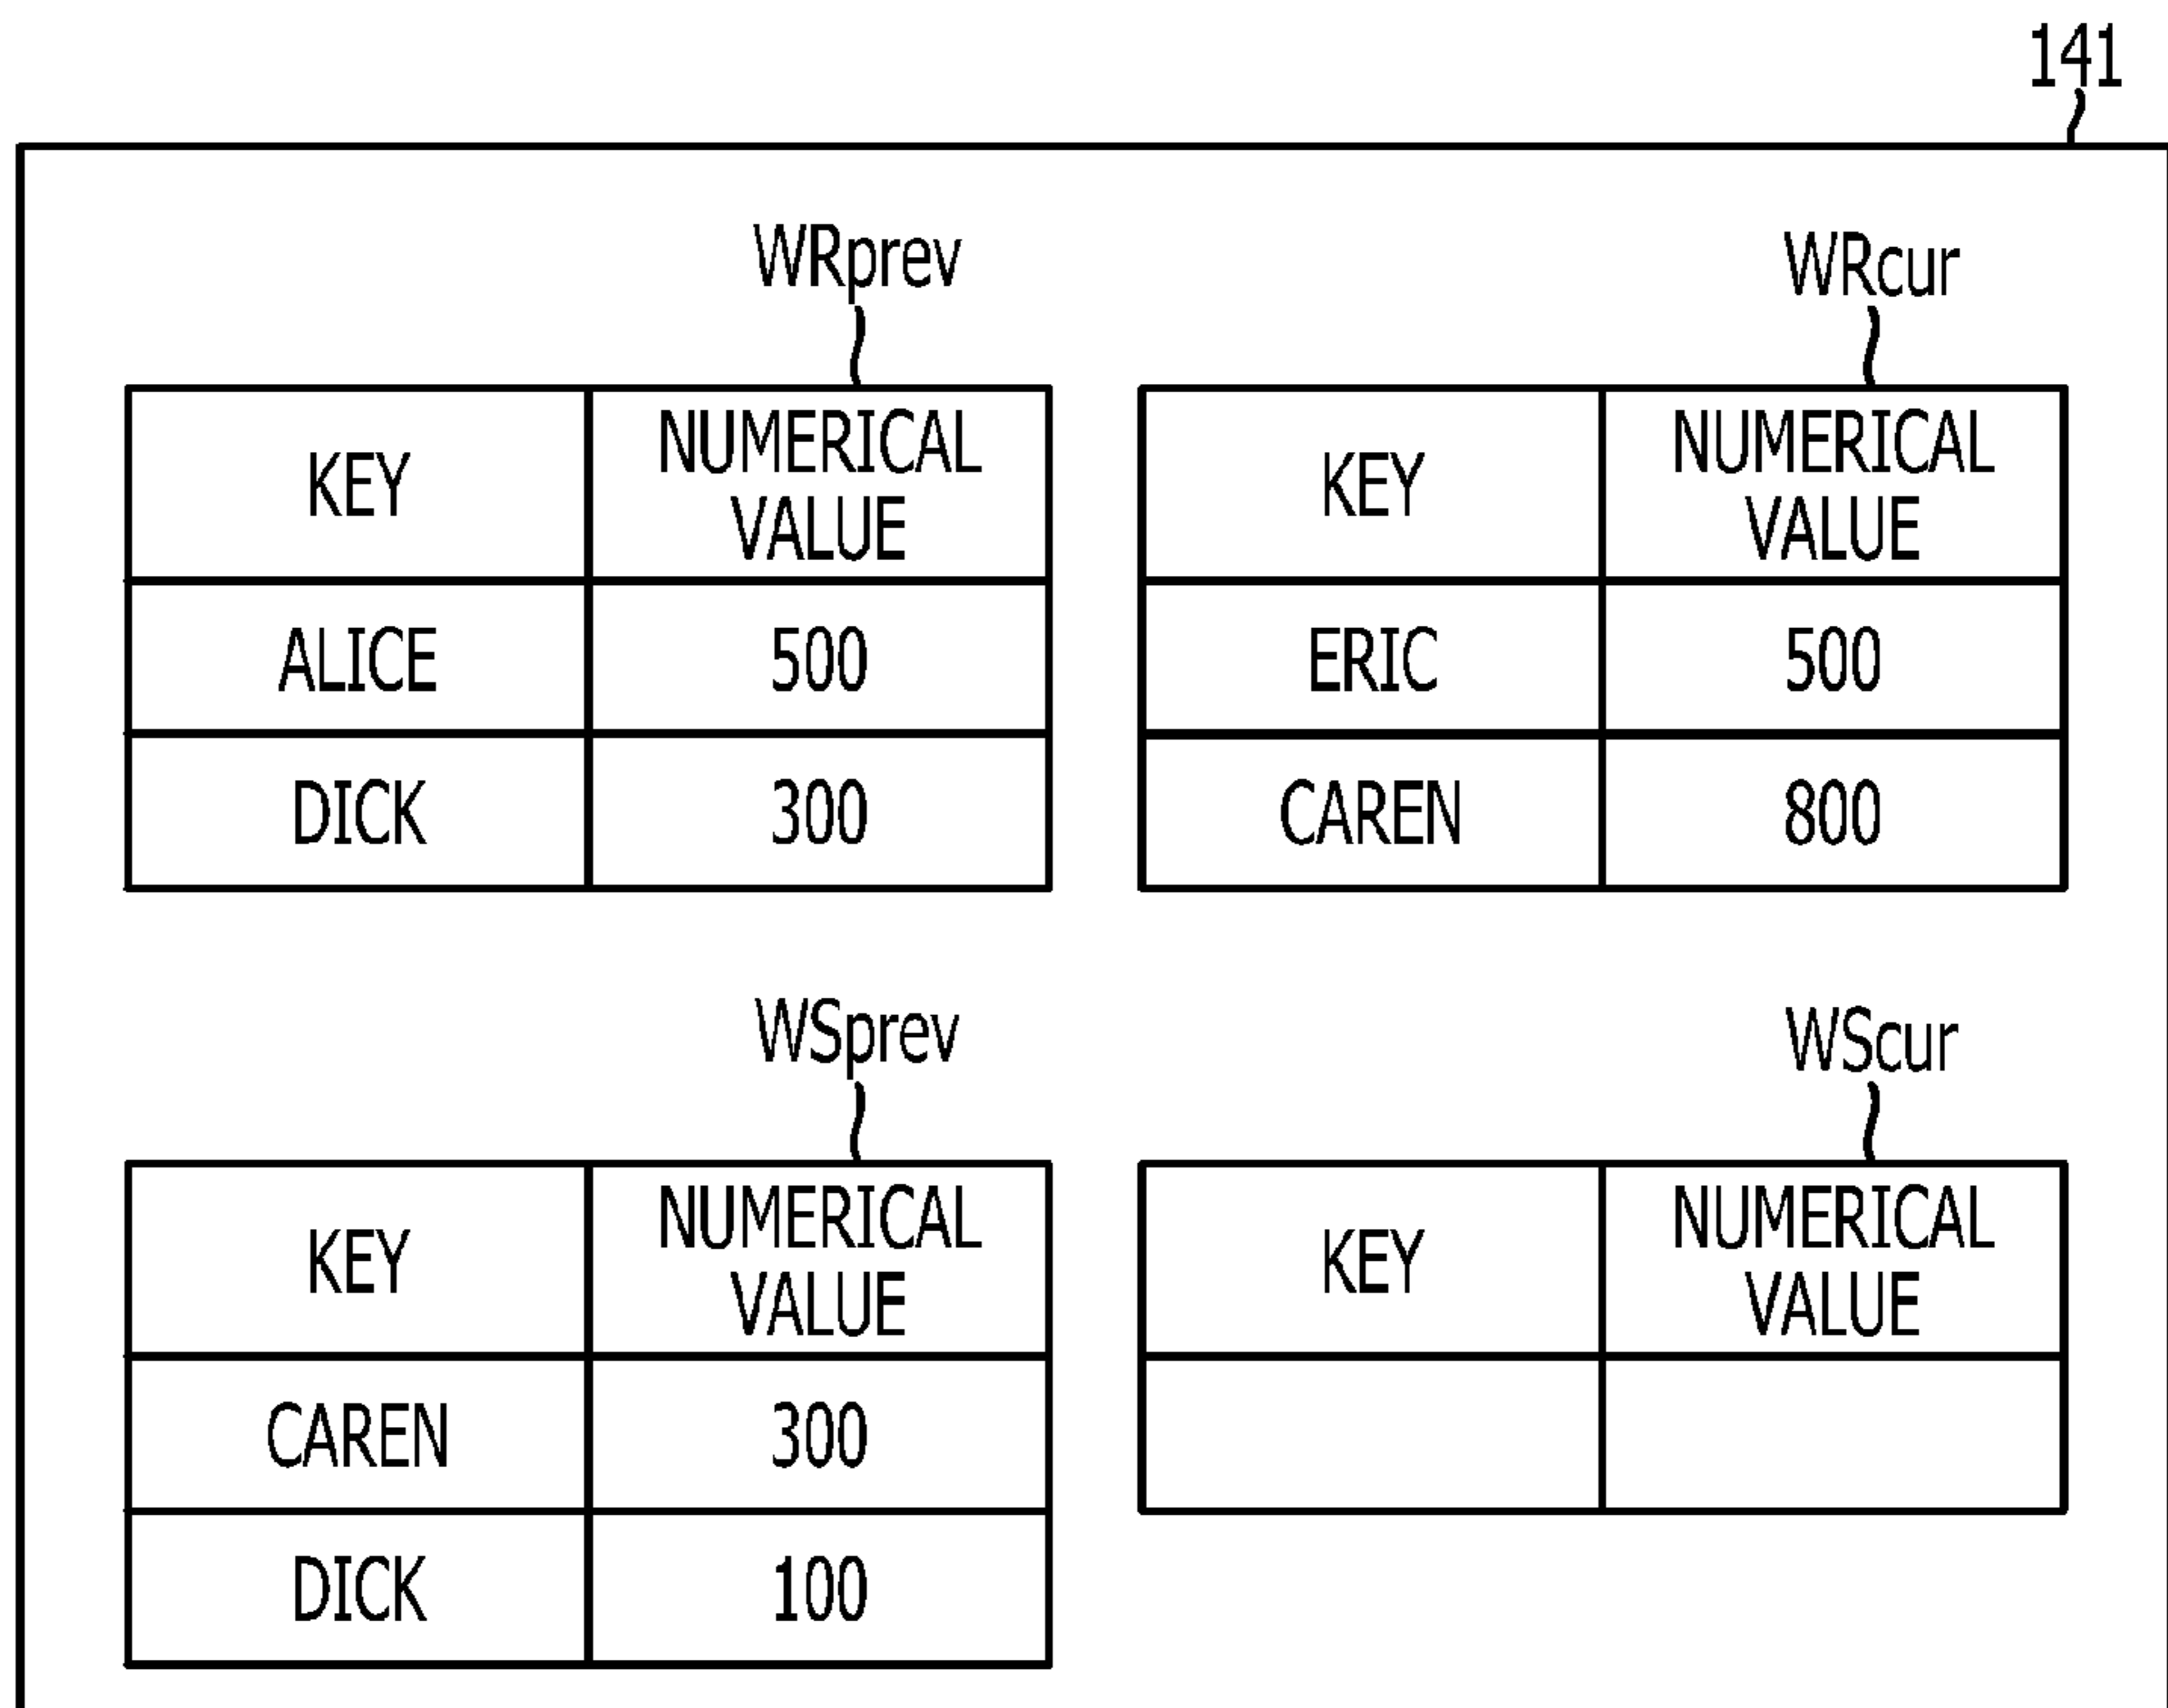 141
WRprev
WRcur
KEY NUMERICAL VALUE KEY NUMERICAL VALUE
ALICE 500 ERIC 500
DICK 300 CAREN 800
WSprev
WScur
KEY NUMERICAL VALUE KEY NUMERICAL VALUE
CAREN 300
DICK 100